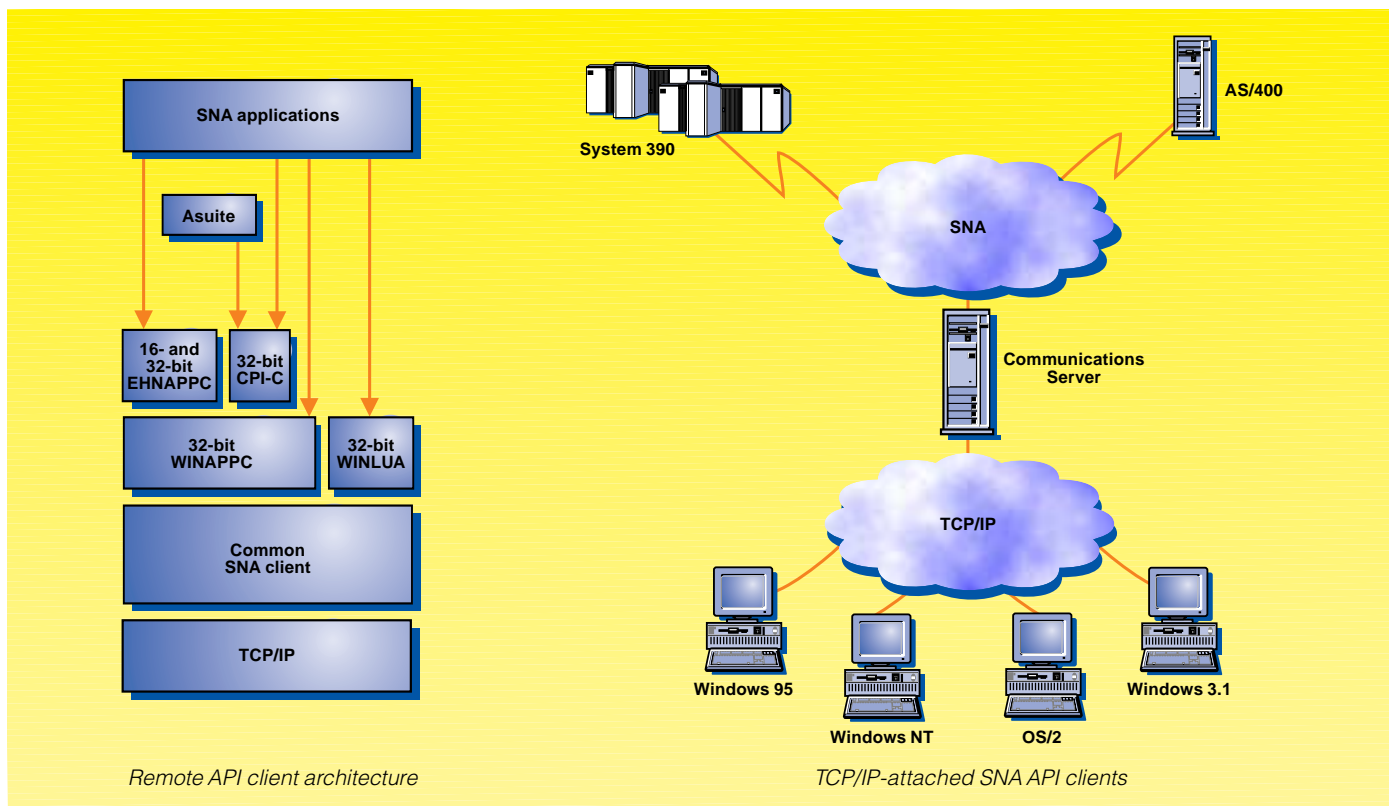 SNA applications
Asuite
16- and
32-bit
EHNAPPC
32-bit
CPI-C
32-bit
WINAPPC
32-bit
WINLUA
Common
SNA client
TCP/IP
Remote API client architecture
System 390
AS/400
SNA
Communications
Server
TCP/IP
Windows 95
Windows NT
OS/2
Windows 3.1
TCP/IP-attached SNA API clients